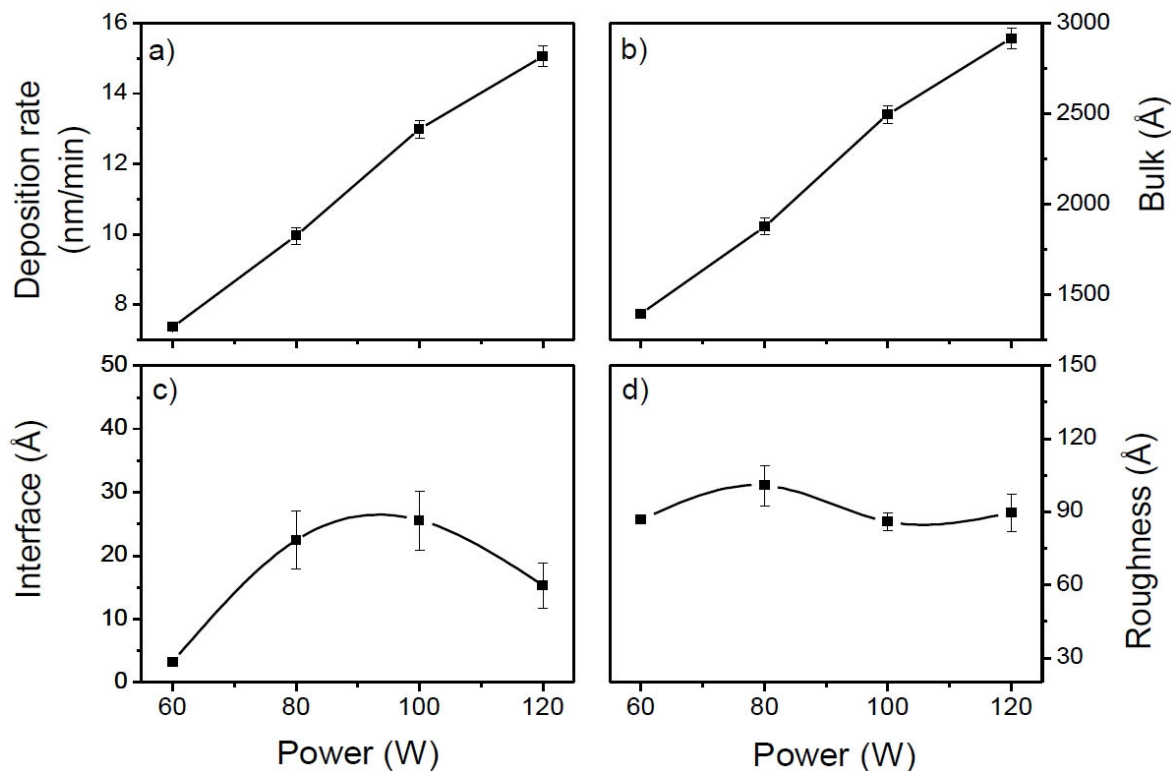 a)
16
14
12
10
8
Deposition rate
(nm/min)
b)
3000
2500
2000
1500
Bulk (Å)
c)
50
40
30
20
10
0
Interface (Å)
60
80
100
120
Power (W)
d)
150
120
90
60
30
Roughness (Å)
60
80
100
120
Power (W)